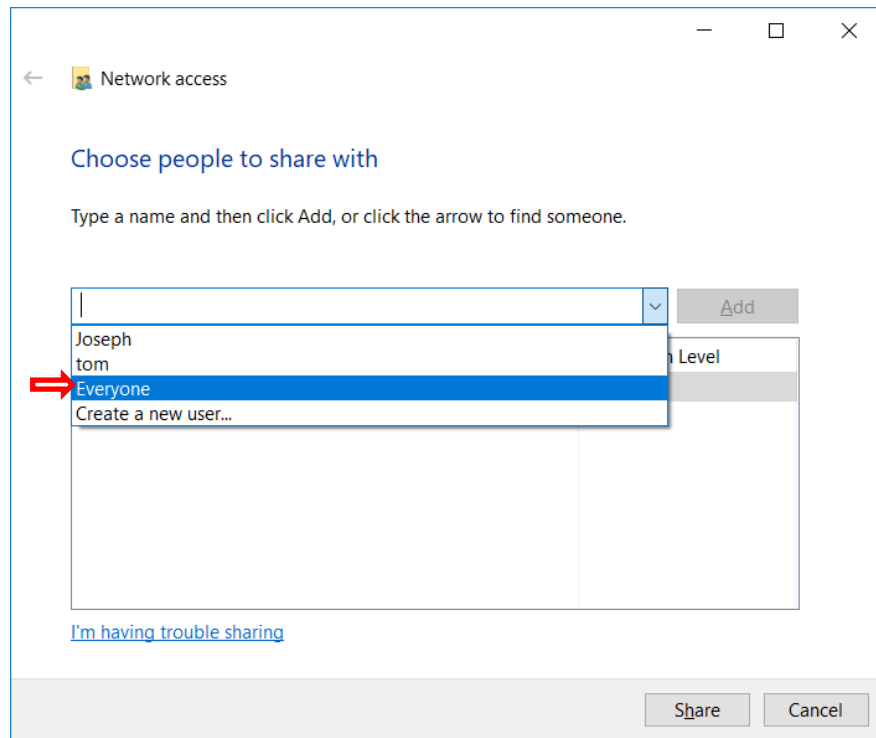 Network access
Choose people to share with
Type a name and then click Add, or click the arrow to find someone.
Add
Joseph
tom
Level
Everyone
Create a new user...
I'm having trouble sharing
Share Cancel